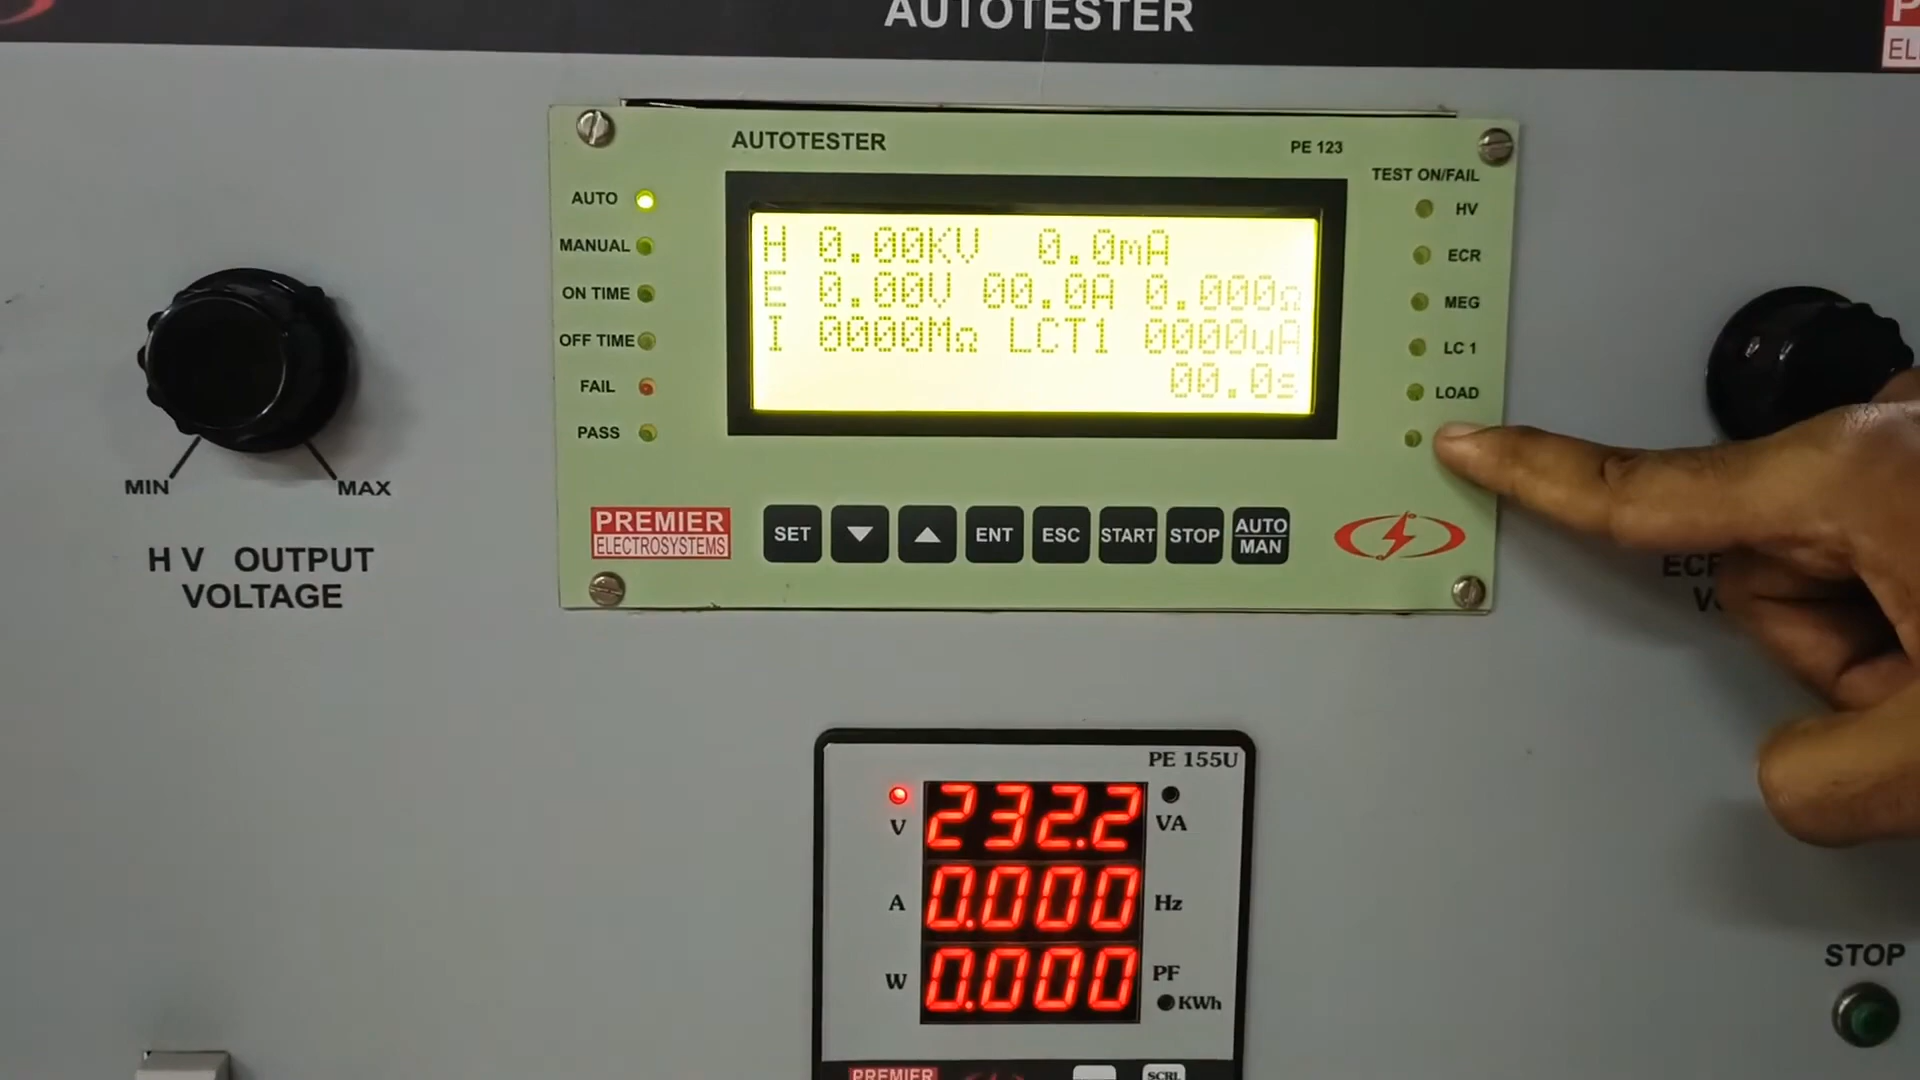 AUTOTESTER
AUTOTESTER
PE 123
TEST ON/FAIL
AUTO
MANUAL
ON TIME
OFF TIME
FAIL
PASS
H 0.00KV 0.0mA
E 0.00V 00.0A 0.000Ω
I 0000MΩ LCT1 0000uA
00.0s
HV
ECR
MEG
LC 1
LOAD
PREMIER
ELECTROSYSTEMS
SET
ENT
ESC
START
STOP
AUTO
MAN
MIN
MAX
H V OUTPUT
VOLTAGE
PE 155U
V 232.2 VA
A 0.000 Hz
W 0.000 PF
KWh
STOP
PREMIER
SCRL